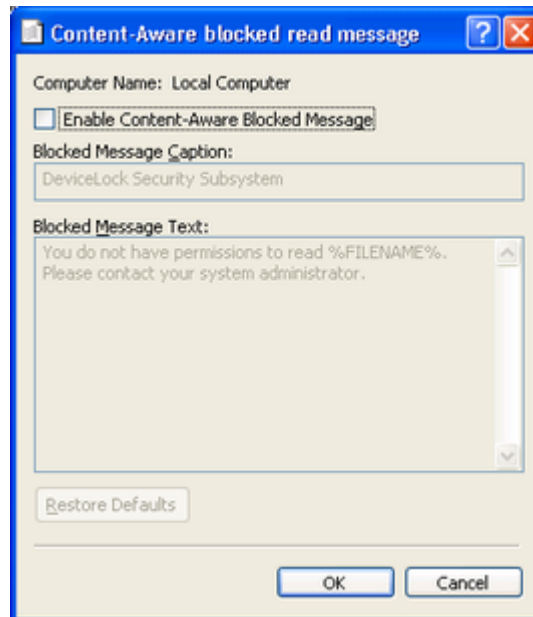 Content-Aware blocked read message
Computer Name: Local Computer
Enable Content-Aware Blocked Message
Blocked Message Caption:
DeviceLock Security Subsystem
Blocked Message Text:
You do not have permissions to read %FILENAME%.
Please contact your system administrator.
Restore Defaults
OK Cancel